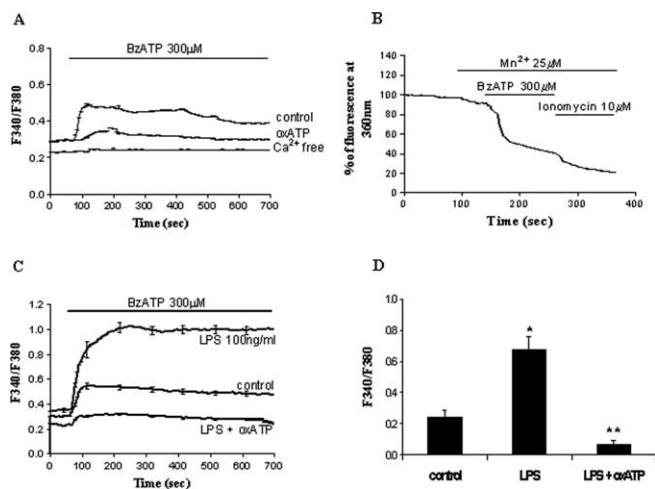 A
BzATP 300µM
0.8
0.6
0.4
0.2
0.0
F340/F380
control
oxATP
Ca2+ free
0 100 200 300 400 500 600 700
Time (sec)
B
Mn2+ 25µM
BzATP 300µM
Ionomycin 10µM
140
120
100
80
60
40
20
0
% of fluorescence at
360nm
0 100 200 300 400
Time (sec)
C
BzATP 300µM
1.2
1.0
0.8
0.6
0.4
0.2
0.0
F340/F380
LPS 100ng/ml
control
LPS + oxATP
0 100 200 300 400 500 600 700
Time (sec)
D
1.0
0.8
0.6
0.4
0.2
0.0
F340/F380
*
**
control LPS LPS + oxATP